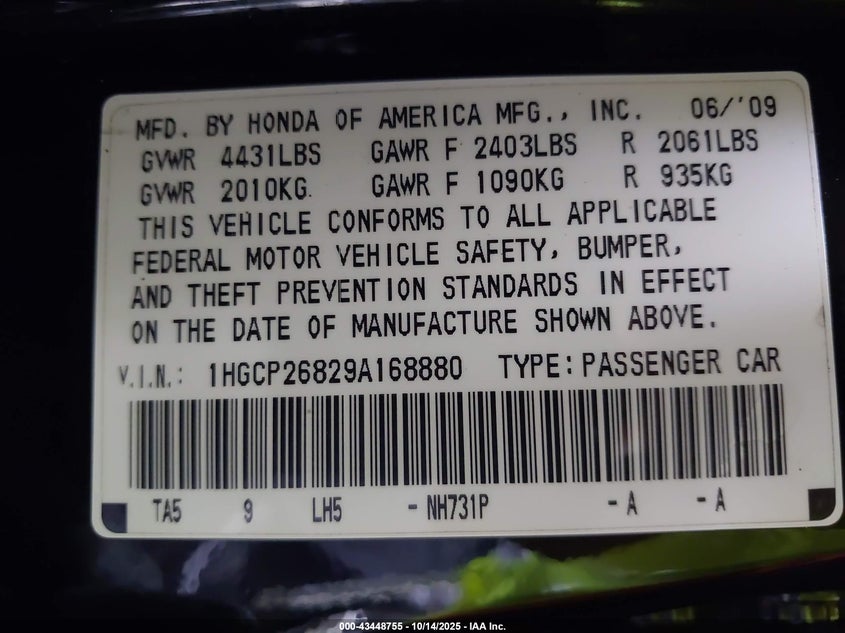 MFD. BY HONDA OF AMERICA MFG., INC. 06/'09
GVWR 4431LBS GAWR F 2403LBS R 2061LBS
GVWR 2010KG. GAWR F 1090KG R 935KG
THIS VEHICLE CONFORMS TO ALL APPLICABLE
FEDERAL MOTOR VEHICLE SAFETY, BUMPER,
AND THEFT PREVENTION STANDARDS IN EFFECT
ON THE DATE OF MANUFACTURE SHOWN ABOVE.
V.I.N.: 1HGCP26829A168880 TYPE: PASSENGER CAR
TA5 9 LH5 - NH731P - A - A
000-43448755 - 10/14/2025 - IAA Inc.